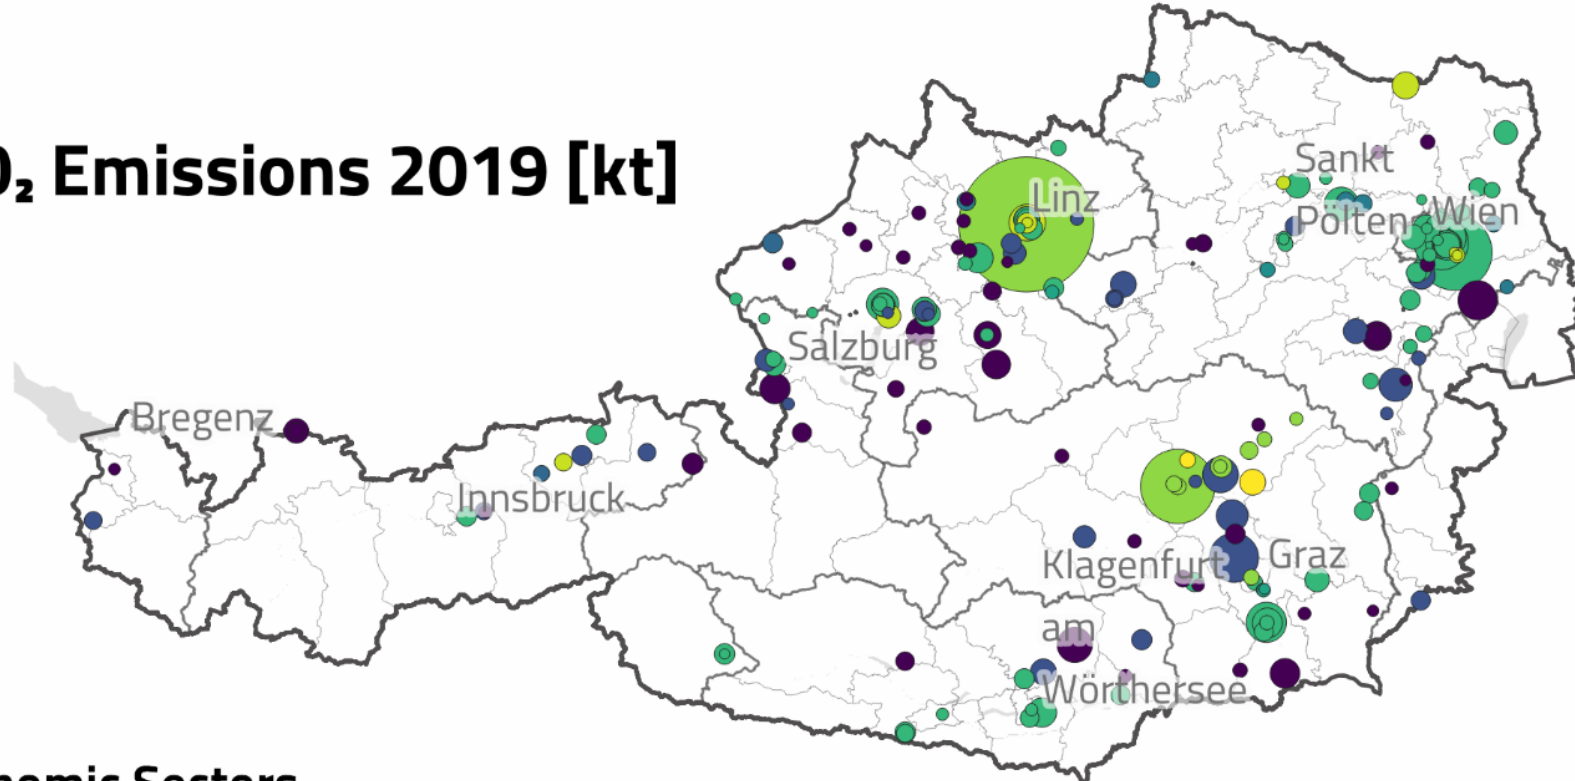 ₂ Emissions 2019 [kt]
Sankt
Pölten
Wien
Linz
Salzburg
Bregenz
Innsbruck
Klagenfurt
am
Wörthersee
Graz